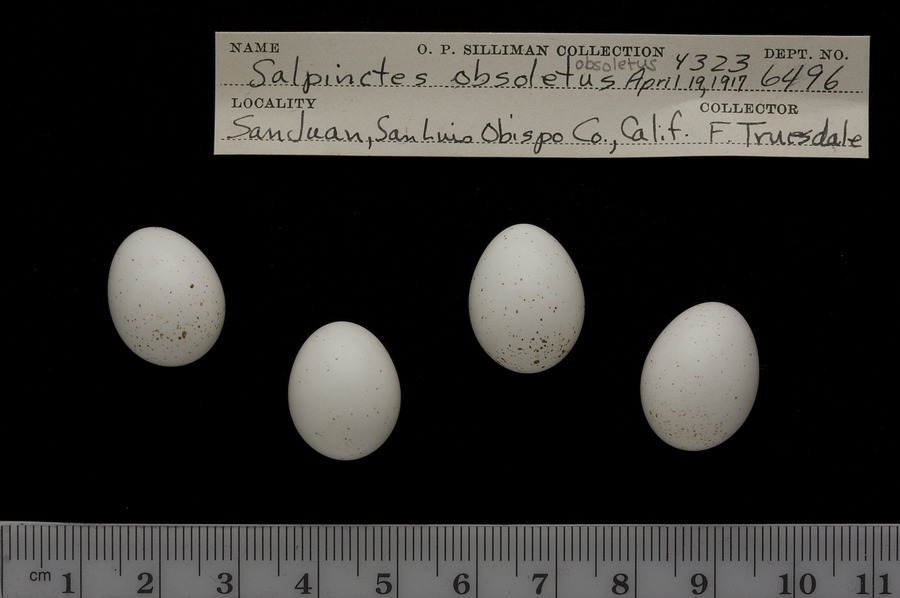 NAME O. P. SILLIMAN COLLECTION 4323 DEPT. NO.
obsoletus
Salpinctes obsoletus April 19, 1917 6496
LOCALITY COLLECTOR
San Juan, San Luis Obispo Co., Calif. F. Truesdale
cm 1 2 3 4 5 6 7 8 9 10 11